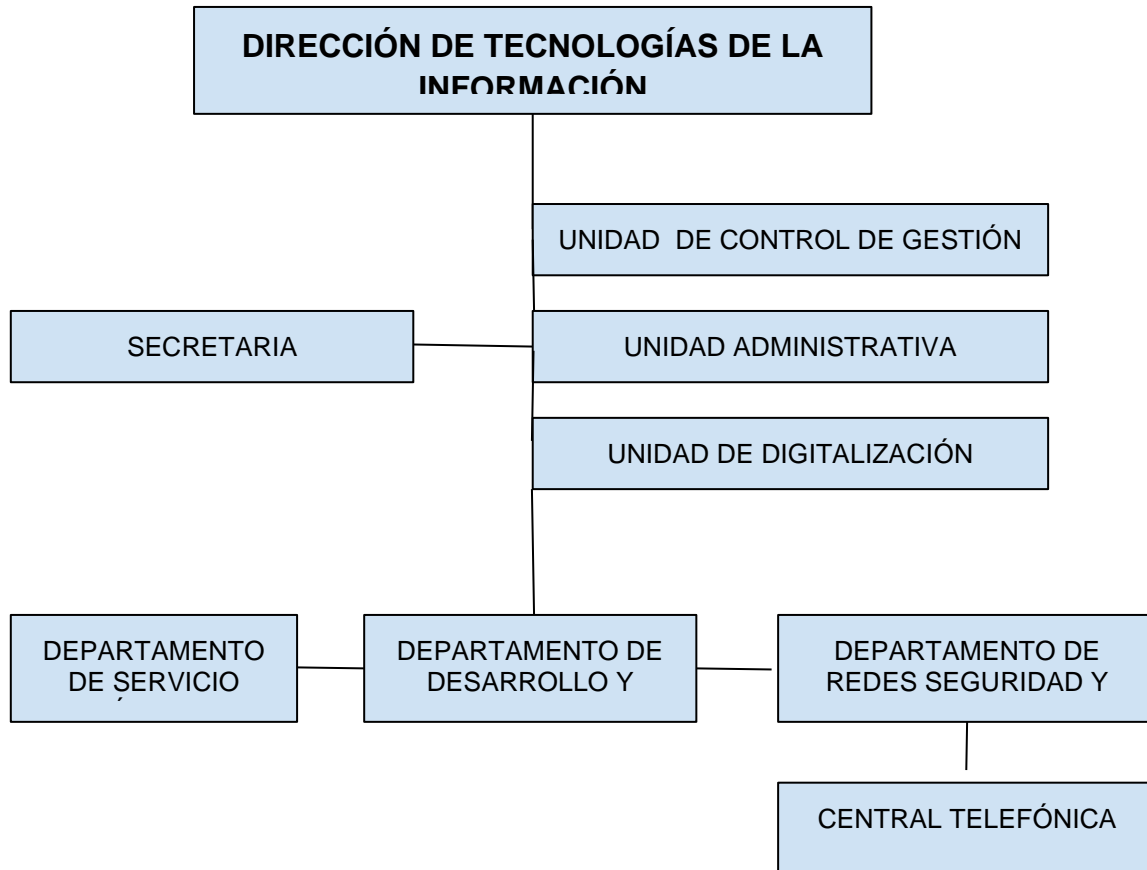 DIRECCIÓN DE TECNOLOGÍAS DE LA
INFORMACIÓN
UNIDAD DE CONTROL DE GESTIÓN
SECRETARIA
UNIDAD ADMINISTRATIVA
UNIDAD DE DIGITALIZACIÓN
DEPARTAMENTO
DE SERVICIO
DEPARTAMENTO DE
DESARROLLO Y
DEPARTAMENTO DE
REDES SEGURIDAD Y
CENTRAL TELEFÓNICA